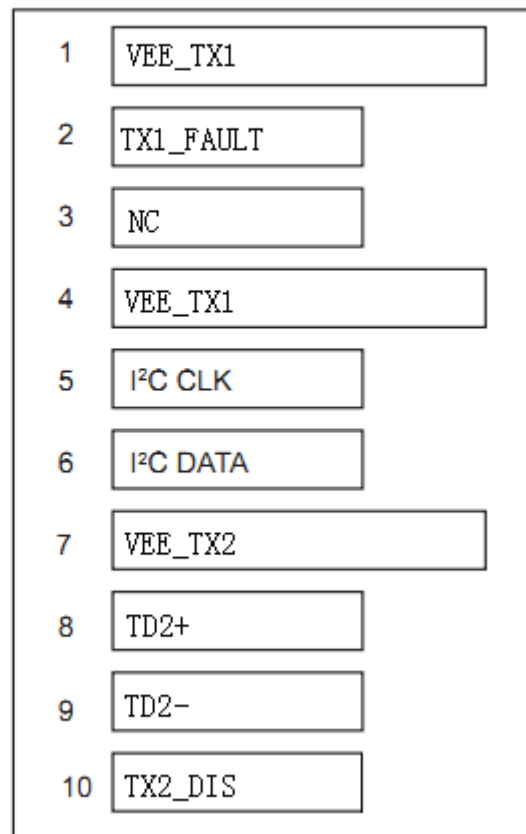 1 VEE_TX1
2 TX1_FAULT
3 NC
4 VEE_TX1
5 I²C CLK
6 I²C DATA
7 VEE_TX2
8 TD2+
9 TD2-
10 TX2_DIS